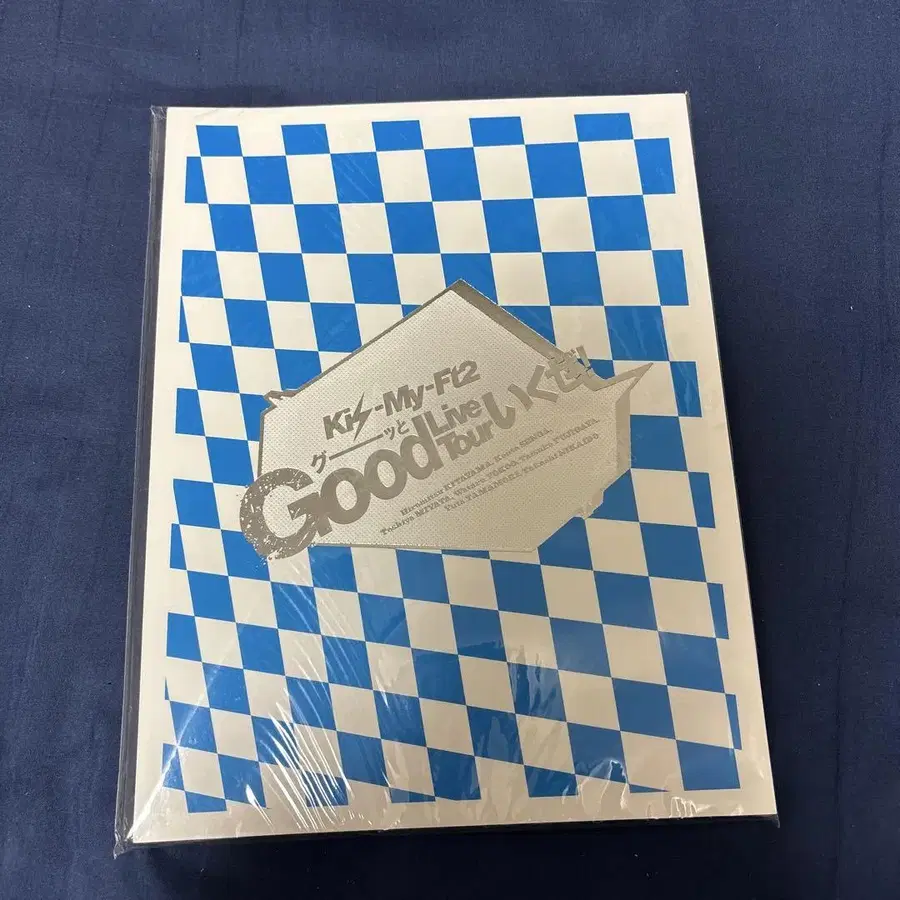 Kis-My-Ft2
グーッと
Good Live Tour いくぜ!
Hiromitsu KITAYAMA, Kento SENGA,
Toshiya MIYATA, Wataru YOKOO, Taisuke FUJIGAYA,
Yuta TAMAMORI, Takashi NIKAIDO